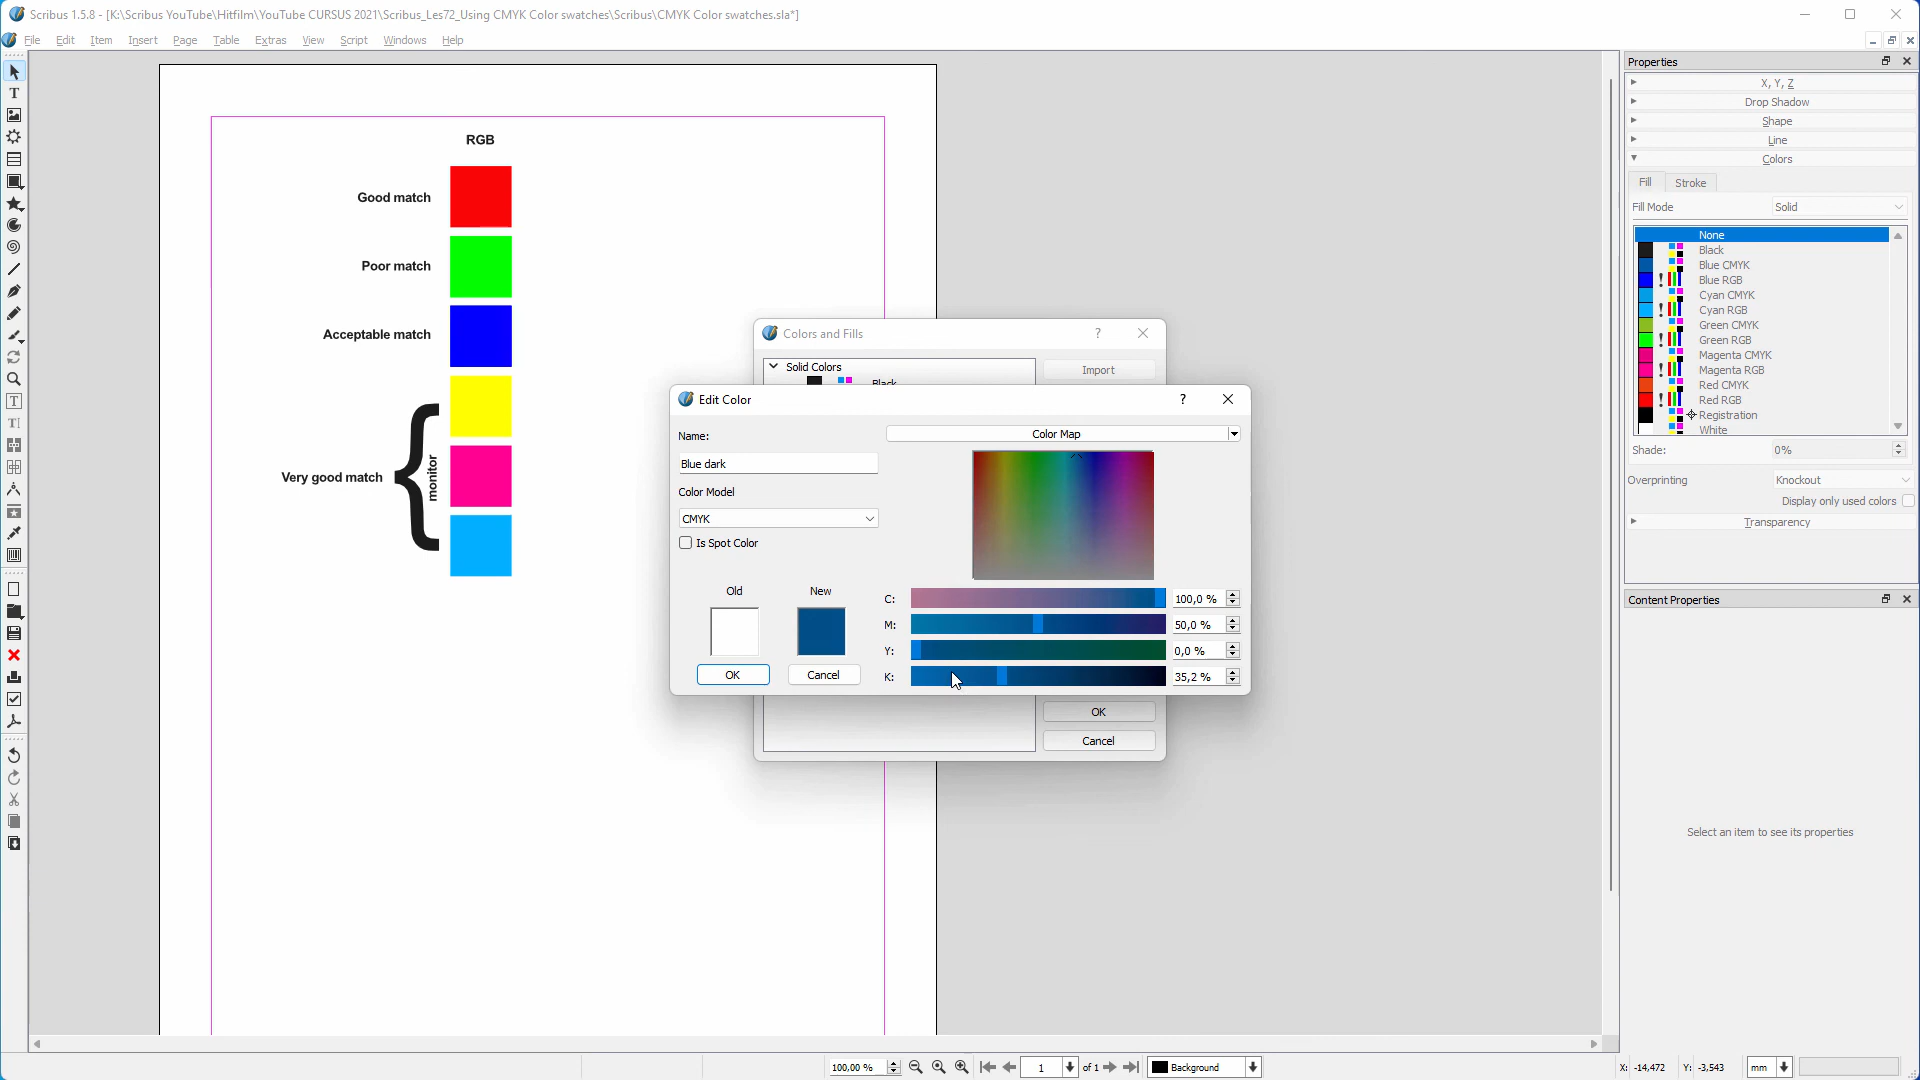 Scribus 1.5.8 - [K:\Scribus YouTube\Hitfilm\YouTube CURSUS 2021\Scribus_Les72_Using CMYK Color swatches\Scribus\CMYK Color swatches.sla*]
File Edit Item Insert Page Table Extras View Script Windows Help
RGB
Good match
Poor match
Acceptable match
Very good match
monitor
Colors and Fills
?
Solid Colors
Black
Import
OK
Cancel
Edit Color
?
Name:
Blue dark
Color Model
CMYK
Is Spot Color
Old
New
OK
Cancel
Color Map
C: 100,0 %
M: 50,0 %
Y: 0,0 %
K: 35,2 %
Properties
X, Y, Z
Drop Shadow
Shape
Line
Colors
Fill Stroke
Fill Mode Solid
None
Black
Blue CMYK
Blue RGB
Cyan CMYK
Cyan RGB
Green CMYK
Green RGB
Magenta CMYK
Magenta RGB
Red CMYK
Red RGB
Registration
White
Shade: 0%
Overprinting Knockout
Display only used colors
Transparency
Content Properties
Select an item to see its properties
100,00 %
1 of 1
Background
X: -14,472 Y: -3,543 mm